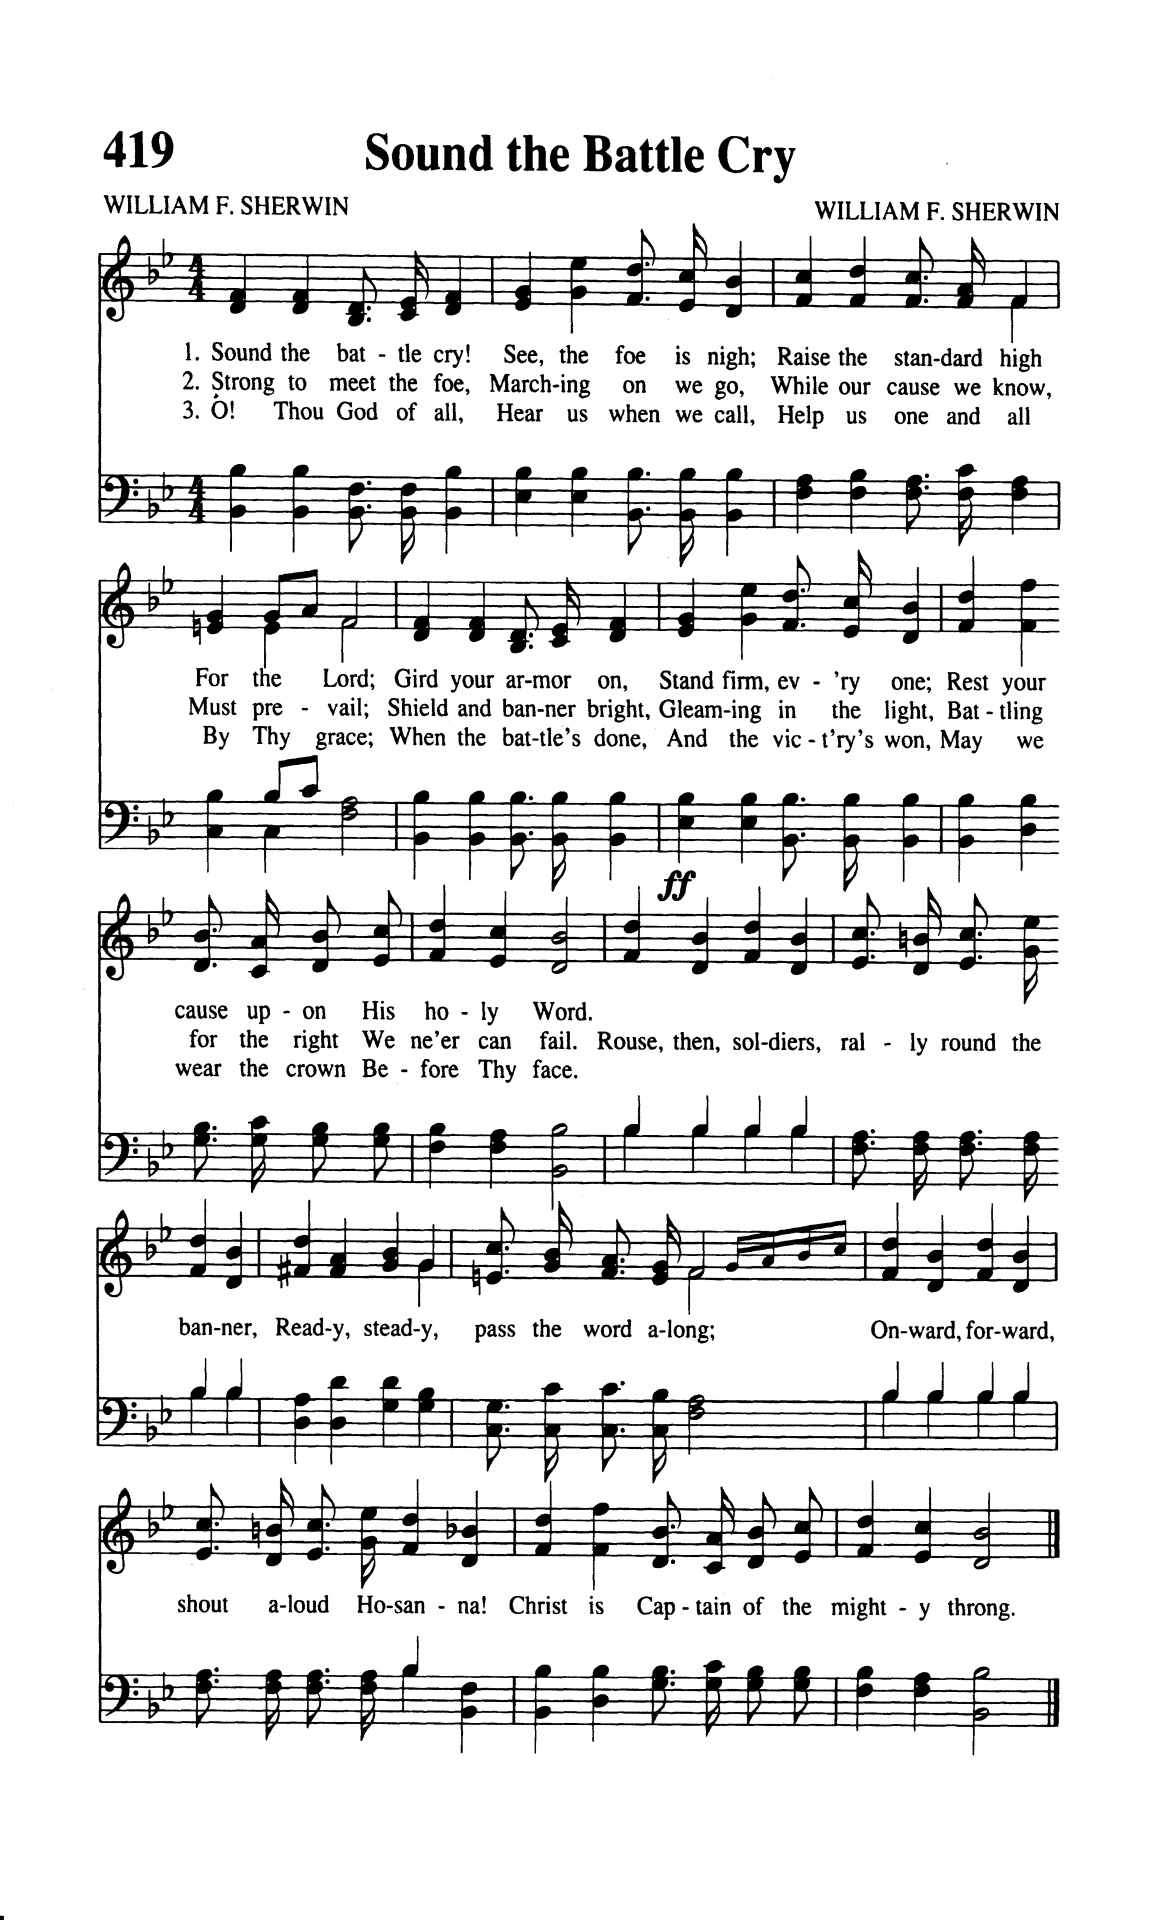 419
Sound the Battle Cry
WILLIAM F. SHERWIN
WILLIAM F. SHERWIN
1. Sound the bat - tle cry! See, the foe is nigh; Raise the stan-dard high
2. Strong to meet the foe, March-ing on we go, While our cause we know,
3. O! Thou God of all, Hear us when we call, Help us one and all
For the Lord; Gird your ar-mor on, Stand firm, ev - 'ry one; Rest your
Must pre - vail; Shield and ban-ner bright, Gleam-ing in the light, Bat - tling
By Thy grace; When the bat-tle's done, And the vic - t'ry's won, May we
ff
cause up - on His ho - ly Word.
for the right We ne'er can fail. Rouse, then, sol-diers, ral - ly round the
wear the crown Be - fore Thy face.
ban-ner, Read-y, stead-y, pass the word a-long; On-ward, for-ward,
shout a-loud Ho-san - na! Christ is Cap - tain of the might - y throng.